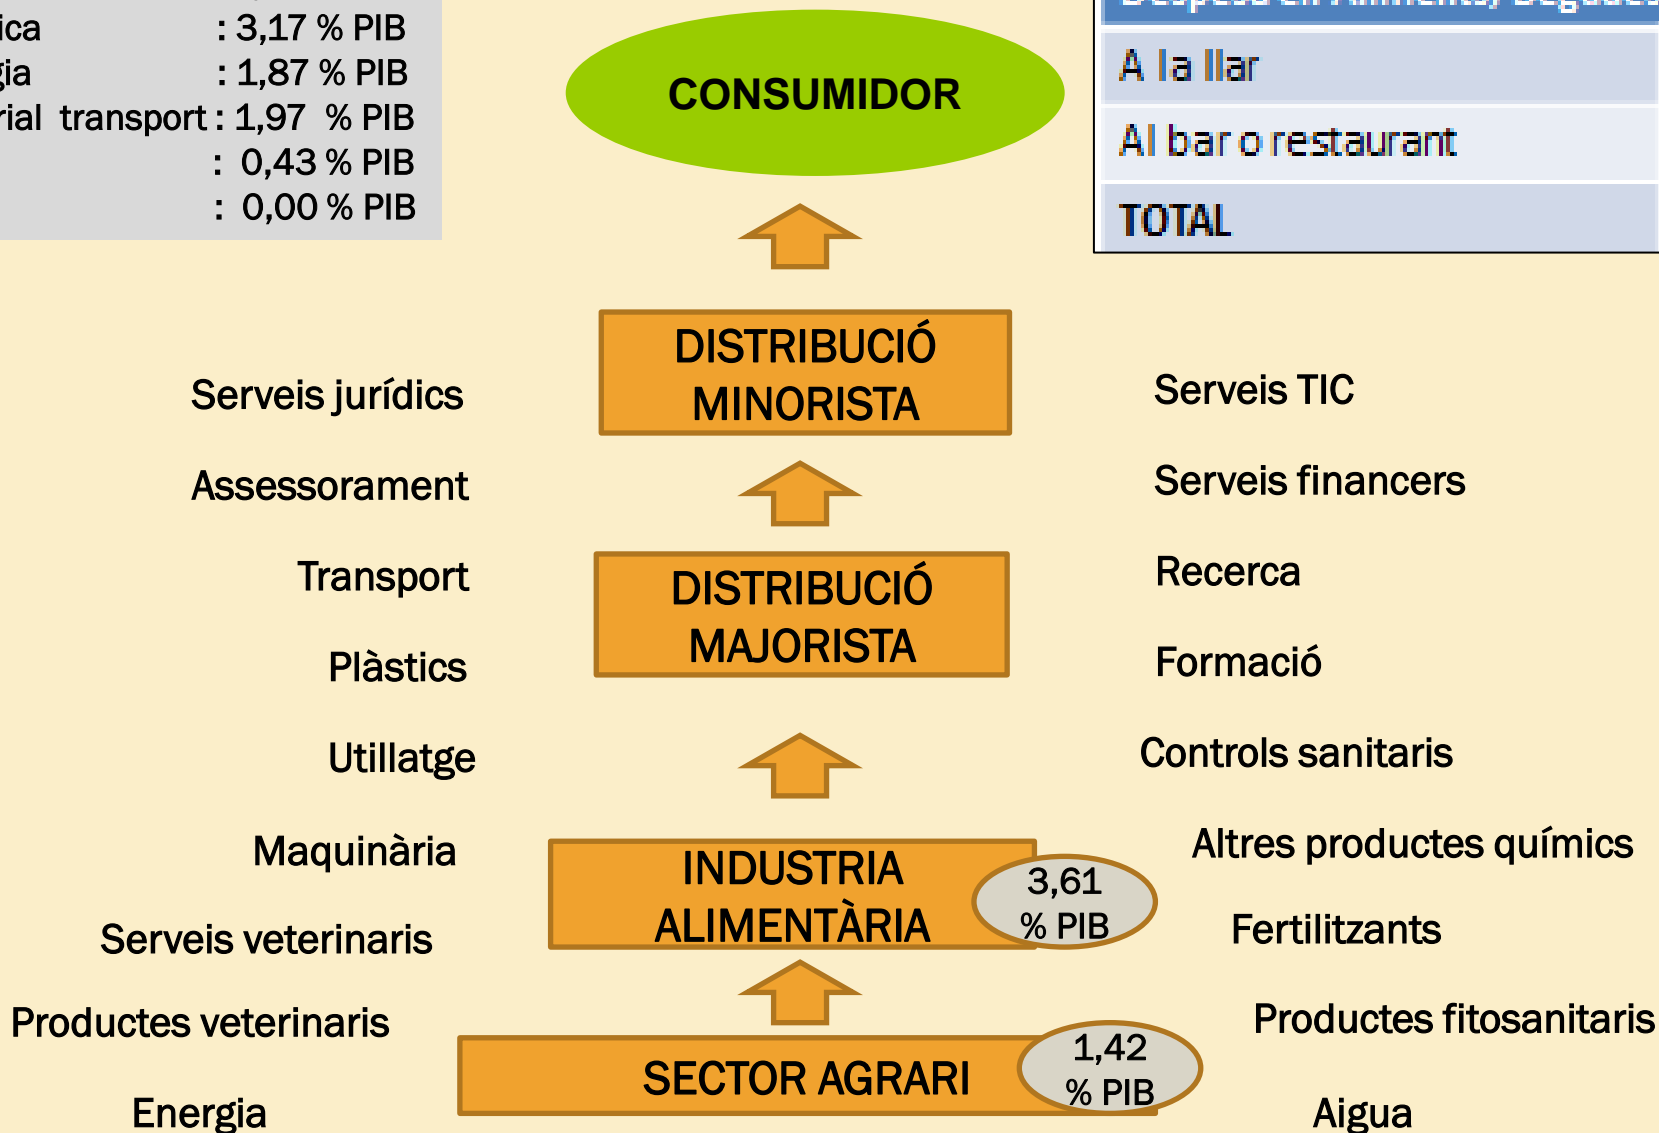 : 3,17 % PIB
: 1,87 % PIB
transport : 1,97 % PIB
: 0,43 % PIB
: 0,00 % PIB
CONSUMIDOR
A la llar
Al bar o restaurant
TOTAL
DISTRIBUCIÓ
MINORISTA
Serveis jurídics
Serveis TIC
Assessorament
Serveis financers
Transport
DISTRIBUCIÓ
MAJORISTA
Recerca
Plàstics
Formació
Utillatge
Controls sanitaris
Maquinària
INDUSTRIA
ALIMENTÀRIA
3,61
% PIB
Altres productes químics
Serveis veterinaris
Fertilitzants
Productes veterinaris
Productes fitosanitaris
SECTOR AGRARI
1,42
% PIB
Energia
Aigua